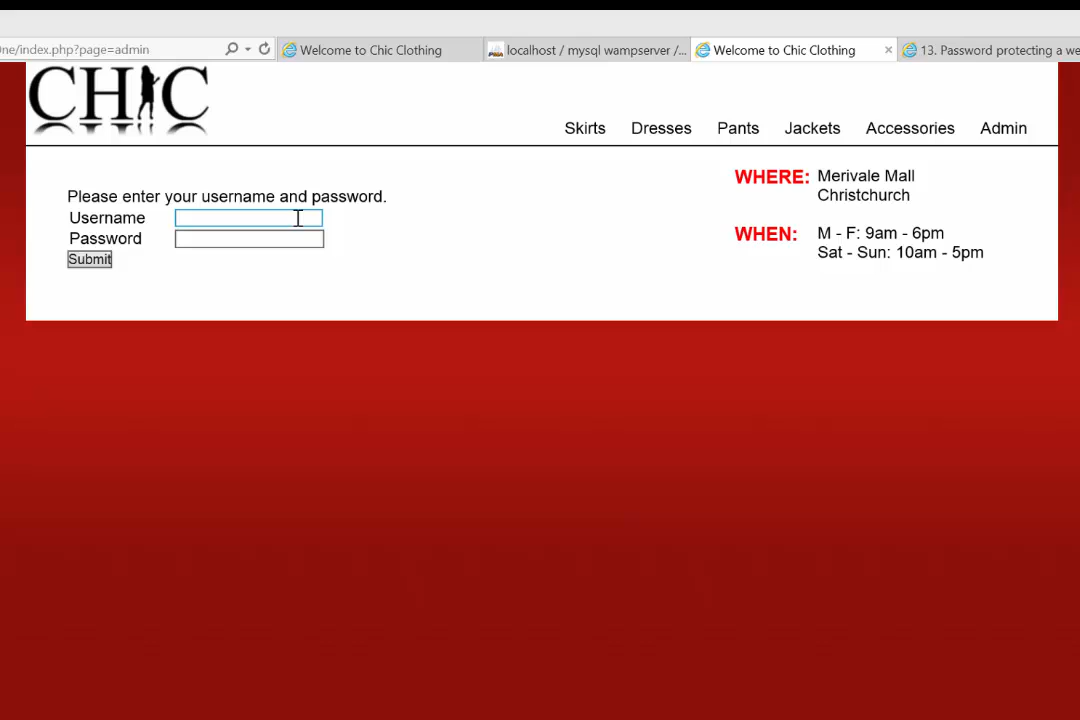 ne/index.php?page=admin
Welcome to Chic Clothing
localhost / mysql wampserver /...
Welcome to Chic Clothing
13. Password protecting a we
CHIC
Skirts Dresses Pants Jackets Accessories Admin
Please enter your username and password.
Username
Password
Submit
WHERE: Merivale Mall
Christchurch
WHEN: M - F: 9am - 6pm
Sat - Sun: 10am - 5pm